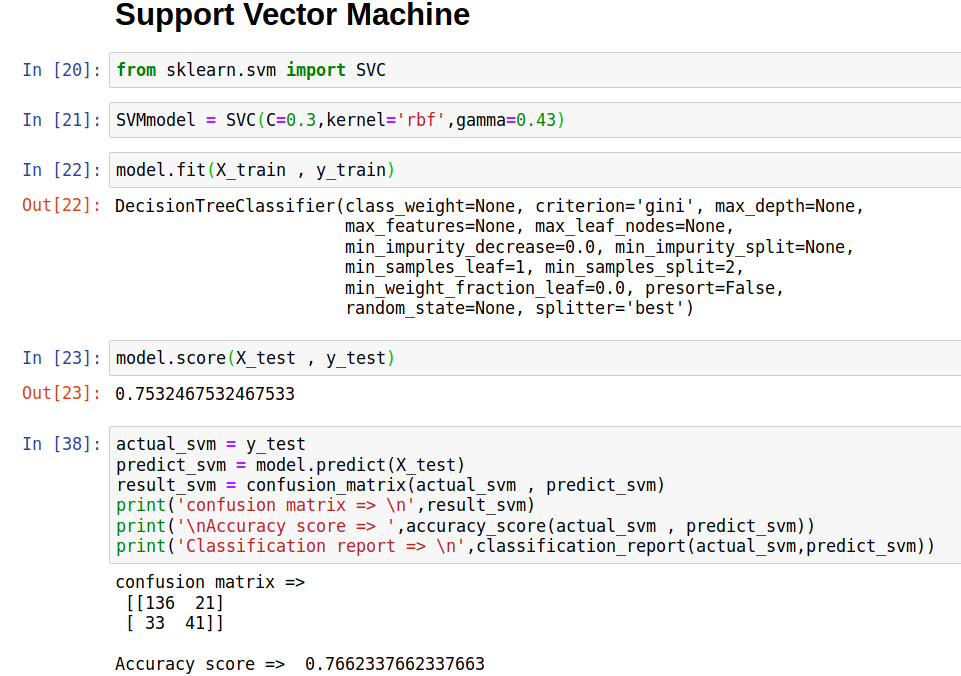 Support Vector Machine
In [20]: from sklearn.svm import SVC
In [21]: SVMmodel = SVC(C=0.3,kernel='rbf',gamma=0.43)
In [22]: model.fit(X_train , y_train)
Out[22]: DecisionTreeClassifier(class_weight=None, criterion='gini', max_depth=None,
max_features=None, max_leaf_nodes=None,
min_impurity_decrease=0.0, min_impurity_split=None,
min_samples_leaf=1, min_samples_split=2,
min_weight_fraction_leaf=0.0, presort=False,
random_state=None, splitter='best')
In [23]: model.score(X_test , y_test)
Out[23]: 0.7532467532467533
In [38]: actual_svm = y_test
predict_svm = model.predict(X_test)
result_svm = confusion_matrix(actual_svm , predict_svm)
print('confusion matrix => \n',result_svm)
print('\nAccuracy score => ',accuracy_score(actual_svm , predict_svm))
print('Classification report => \n',classification_report(actual_svm,predict_svm))
confusion matrix =>
[[136  21]
[ 33  41]]
Accuracy score =>  0.7662337662337663